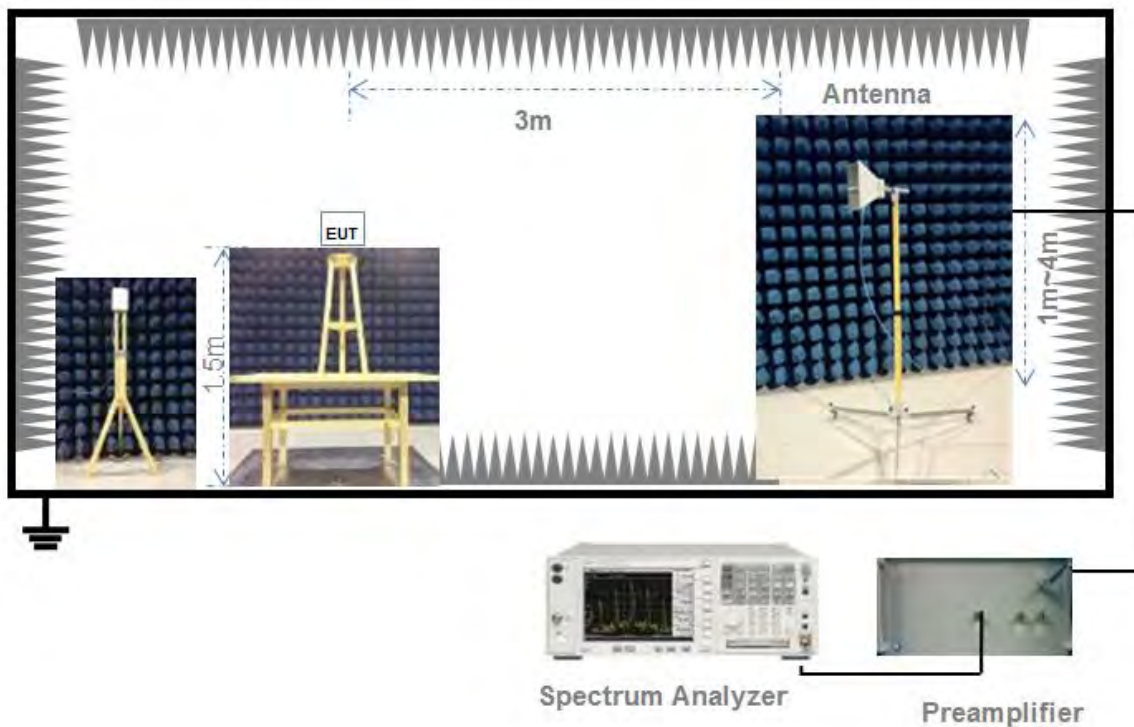 Antenna
3m
EUT
1.5m
1m~4m
Spectrum Analyzer
Preamplifier